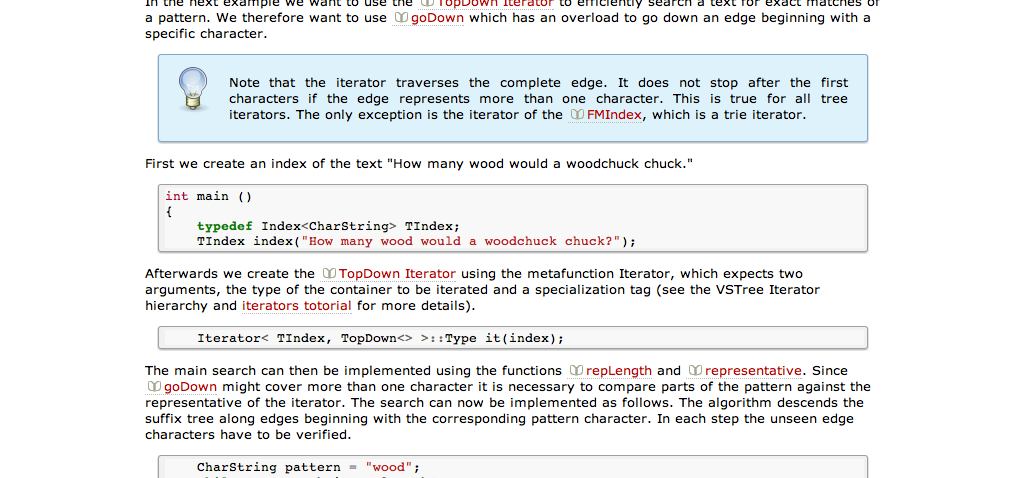 In the next example we want to use the TopDown Iterator to efficiently search a text for exact matches of
a pattern. We therefore want to use goDown which has an overload to go down an edge beginning with a
specific character.
Note that the iterator traverses the complete edge. It does not stop after the first
characters if the edge represents more than one character. This is true for all tree
iterators. The only exception is the iterator of the FMIndex, which is a trie iterator.
First we create an index of the text "How many wood would a woodchuck chuck."
int main ()
{
typedef Index<CharString> TIndex;
TIndex index("How many wood would a woodchuck chuck?");
Afterwards we create the TopDown Iterator using the metafunction Iterator, which expects two
arguments, the type of the container to be iterated and a specialization tag (see the VSTree Iterator
hierarchy and iterators totorial for more details).
Iterator< TIndex, TopDown<> >::Type it(index);
The main search can then be implemented using the functions repLength and representative. Since
goDown might cover more than one character it is necessary to compare parts of the pattern against the
representative of the iterator. The search can now be implemented as follows. The algorithm descends the
suffix tree along edges beginning with the corresponding pattern character. In each step the unseen edge
characters have to be verified.
CharString pattern = "wood";